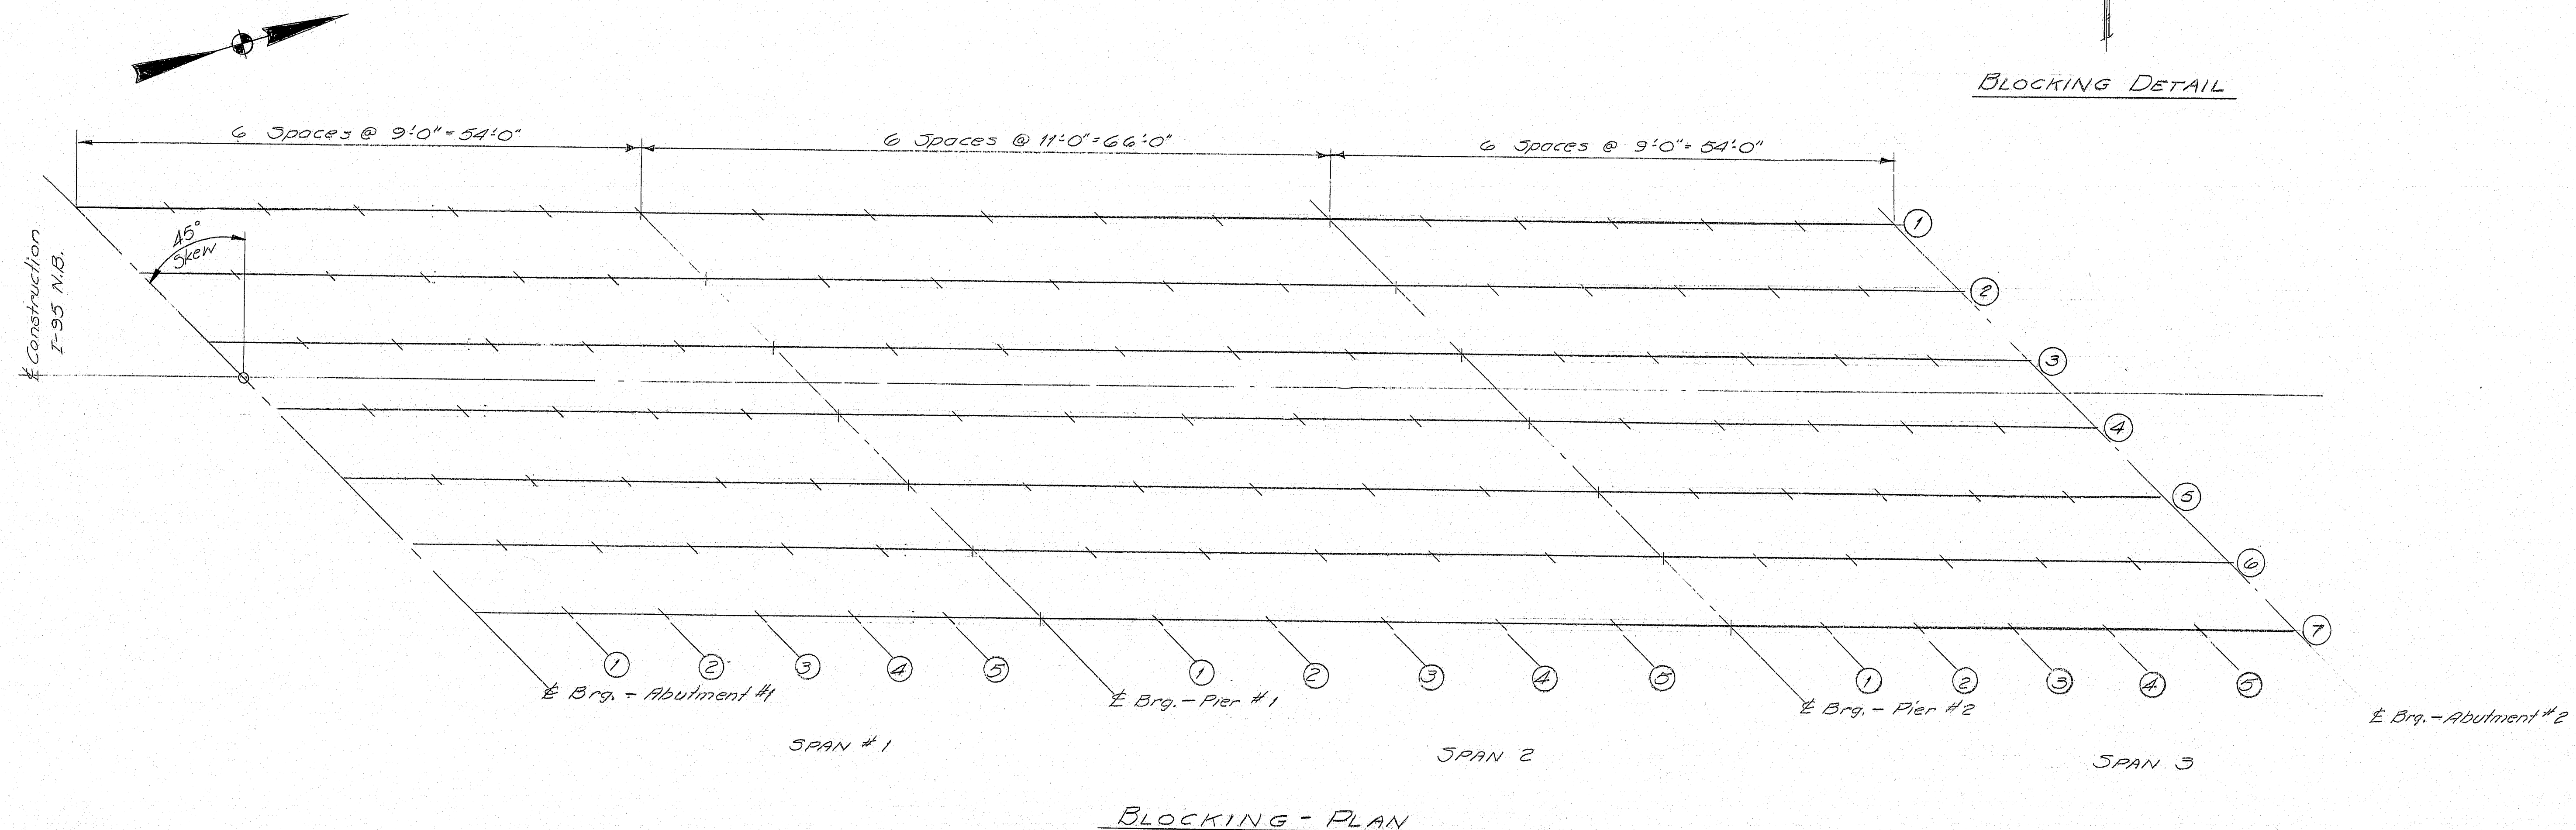 BLOCKING DETAIL
6 Spaces @ 9'-0" = 54'-0"
6 Spaces @ 11'-0" = 66'-0"
6 Spaces @ 9'-0" = 54'-0"
45°
Skew
℄ Construction
I-95 N.B.
1
2
3
4
5
6
7
1 2 3 4 5 1 2 3 4 5 1 2 3 4 5
℄ Brg. - Abutment #1
℄ Brg. - Pier #1
℄ Brg. - Pier #2
℄ Brg. - Abutment #2
SPAN #1
SPAN 2
SPAN 3
BLOCKING - PLAN